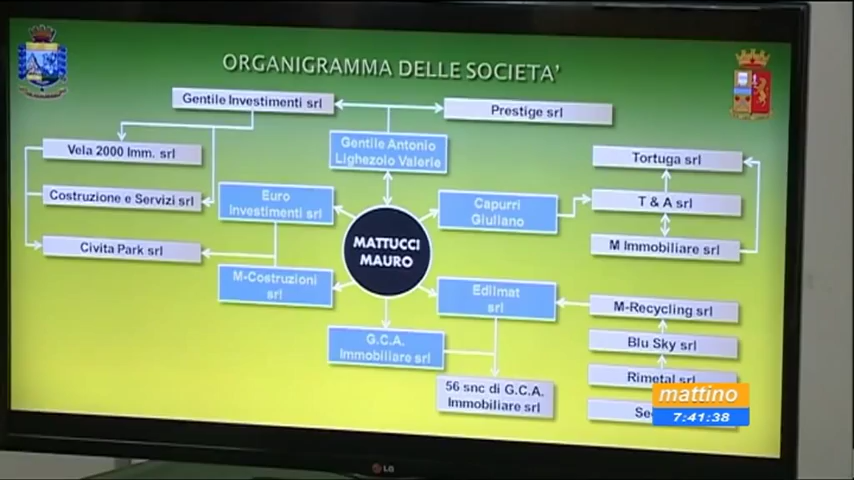 ORGANIGRAMMA DELLE SOCIETA'
Gentile Investimenti srl
Prestige srl
Gentile Antonio
Lighezolo Valerie
Vela 2000 Imm. srl
Tortuga srl
Costruzione e Servizi srl
Euro
Investimenti srl
Capurri
Giuliano
T & A srl
Civita Park srl
MATTUCCI
MAURO
M Immobiliare srl
M-Costruzioni
srl
Edilmat
srl
M-Recycling srl
G.C.A.
Immobiliare srl
Blu Sky srl
56 snc di G.C.A.
Immobiliare srl
Rimetal srl
mattino
7:41:38
LG